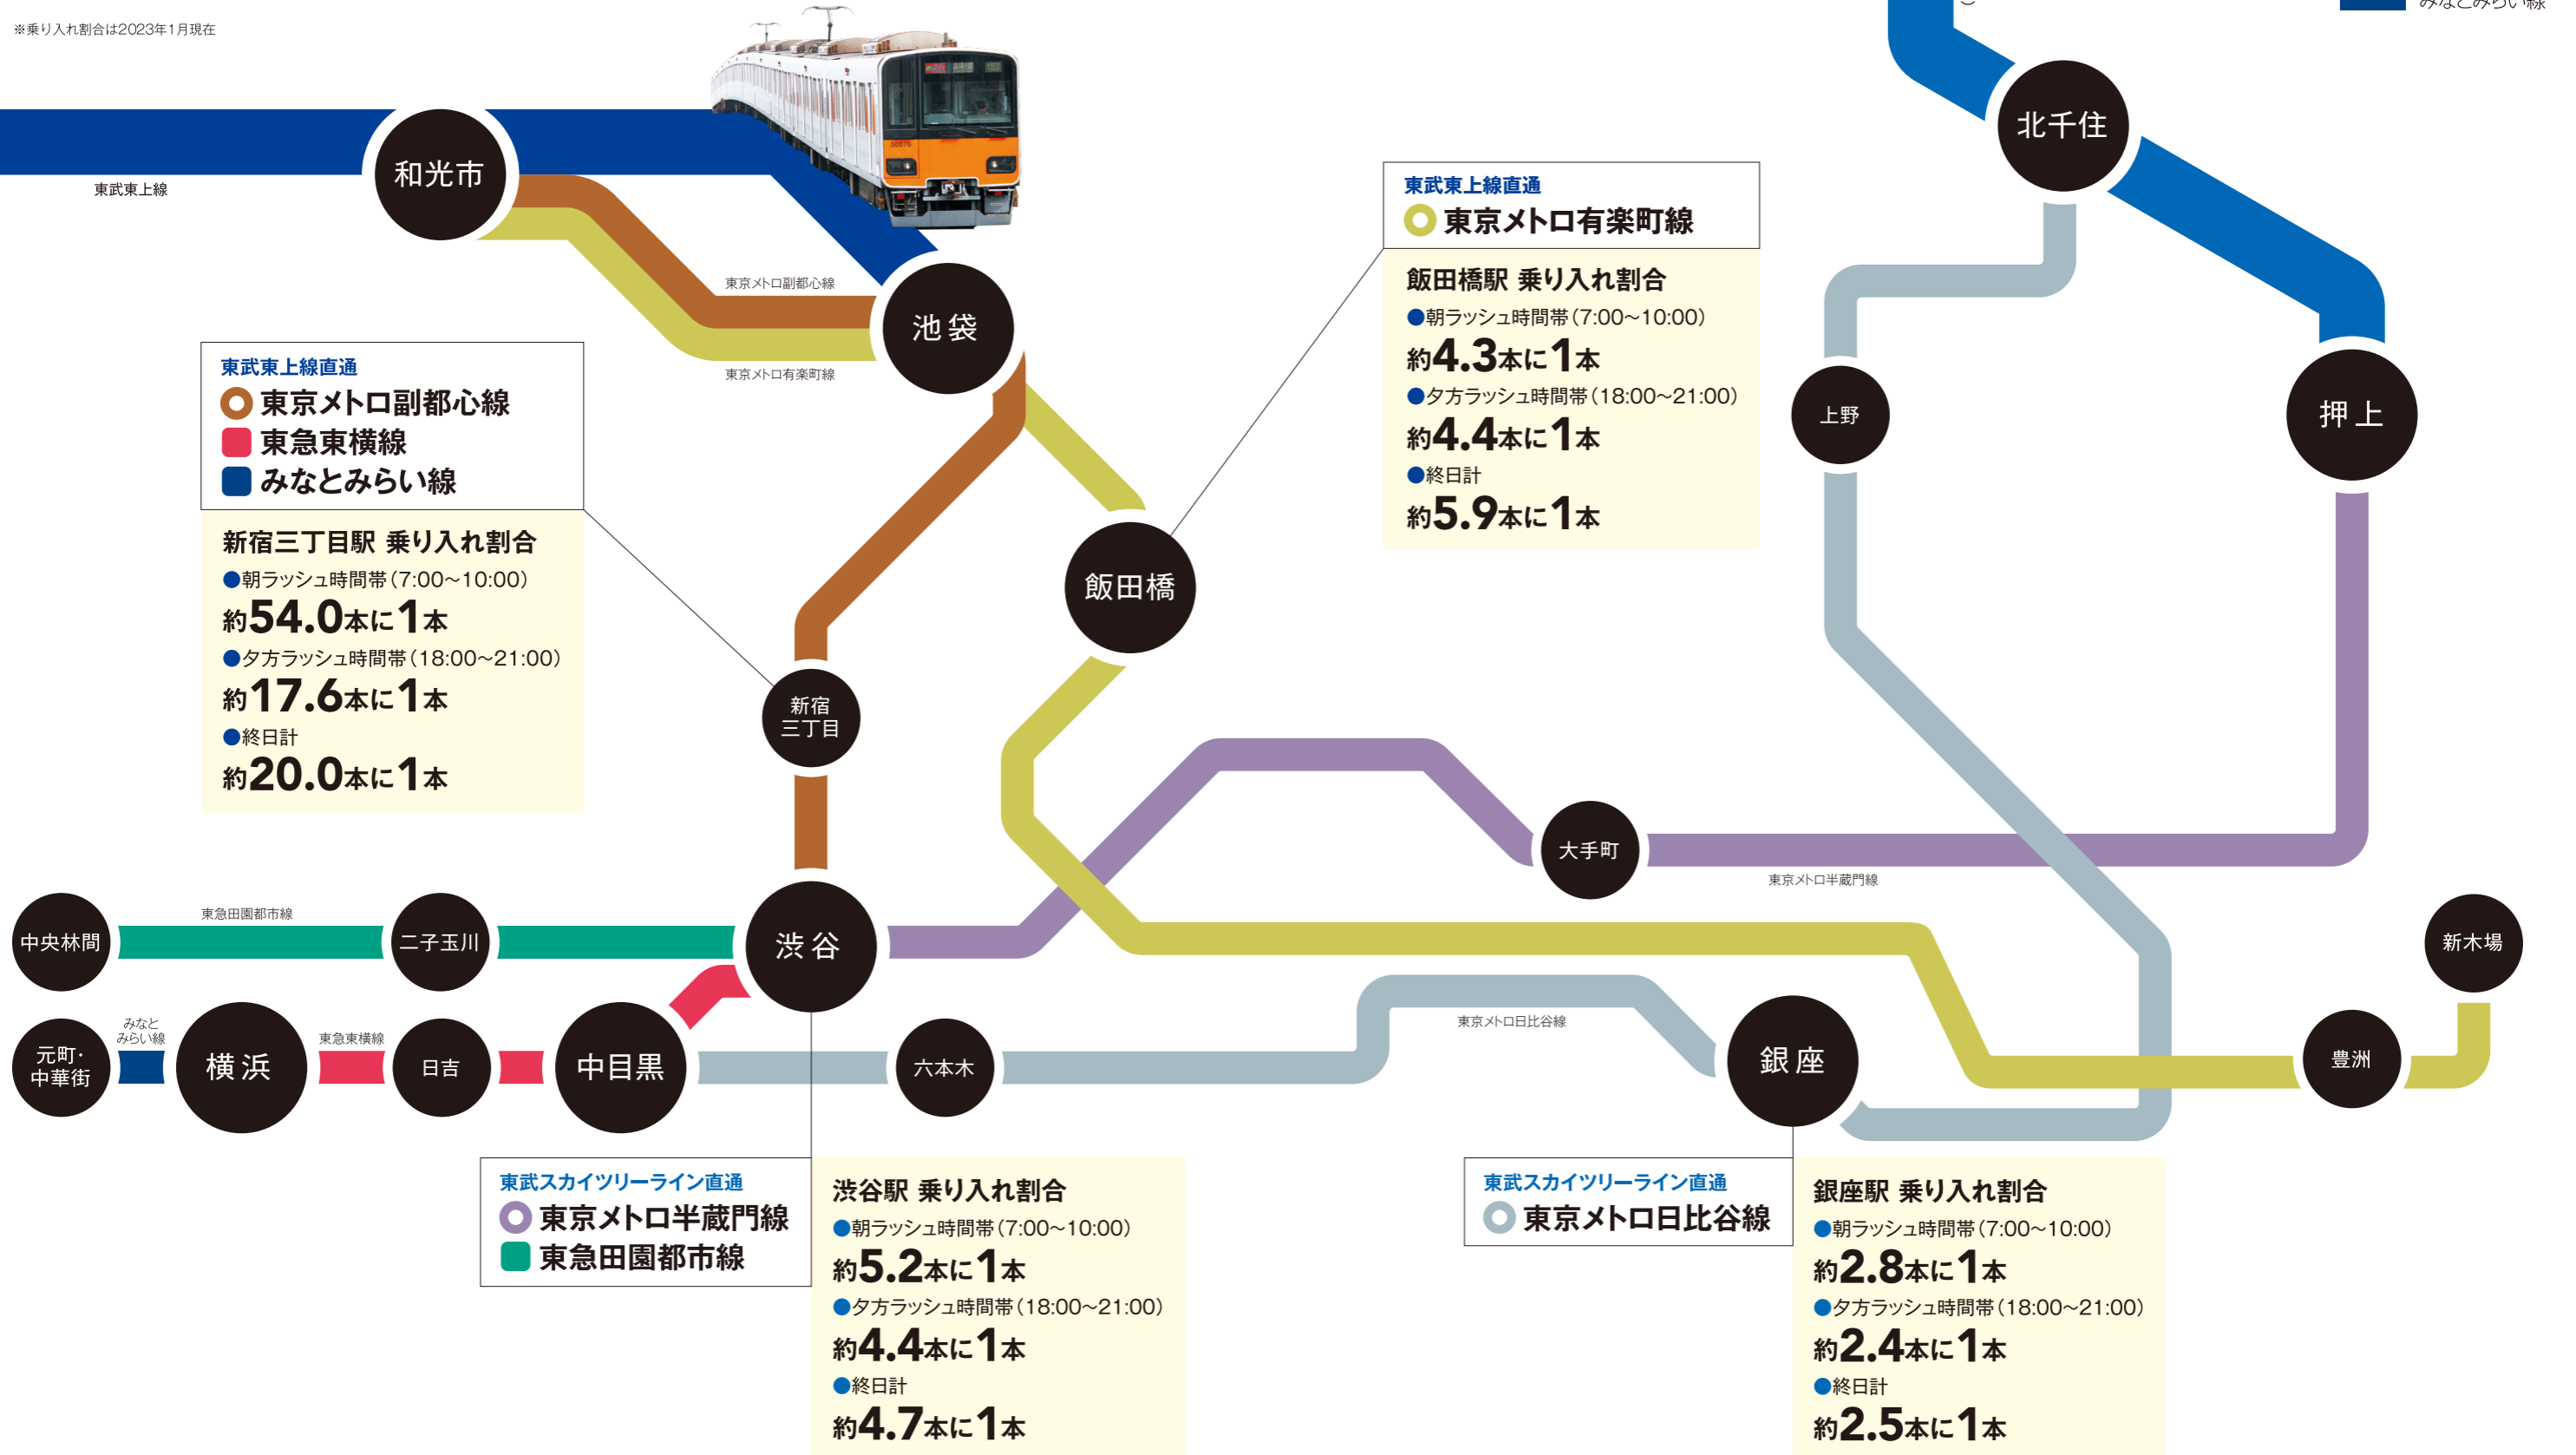 ※乗り入れ割合は2023年1月現在
みなとみらい線
東武東上線
和光市
東京メトロ副都心線
東京メトロ有楽町線
池袋
北千住
上野
押上
東武東上線直通
東京メトロ有楽町線
飯田橋駅 乗り入れ割合
●朝ラッシュ時間帯(7:00〜10:00)
約4.3本に1本
●夕方ラッシュ時間帯(18:00〜21:00)
約4.4本に1本
●終日計
約5.9本に1本
東武東上線直通
東京メトロ副都心線
東急東横線
みなとみらい線
新宿三丁目駅 乗り入れ割合
●朝ラッシュ時間帯(7:00〜10:00)
約54.0本に1本
●夕方ラッシュ時間帯(18:00〜21:00)
約17.6本に1本
●終日計
約20.0本に1本
飯田橋
新宿
三丁目
大手町
東京メトロ半蔵門線
中央林間
東急田園都市線
二子玉川
渋谷
新木場
元町・
中華街
みなと
みらい線
横浜
東急東横線
日吉
中目黒
六本木
東京メトロ日比谷線
銀座
豊洲
東武スカイツリーライン直通
東京メトロ半蔵門線
東急田園都市線
渋谷駅 乗り入れ割合
●朝ラッシュ時間帯(7:00〜10:00)
約5.2本に1本
●夕方ラッシュ時間帯(18:00〜21:00)
約4.4本に1本
●終日計
約4.7本に1本
東武スカイツリーライン直通
東京メトロ日比谷線
銀座駅 乗り入れ割合
●朝ラッシュ時間帯(7:00〜10:00)
約2.8本に1本
●夕方ラッシュ時間帯(18:00〜21:00)
約2.4本に1本
●終日計
約2.5本に1本